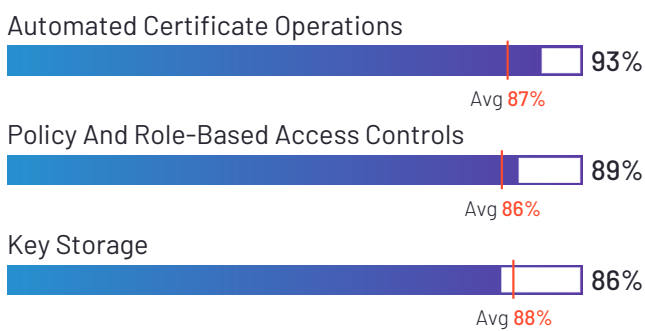 Automated Certificate Operations
93%
Avg 87%
Policy And Role-Based Access Controls
89%
Avg 86%
Key Storage
86%
Avg 88%